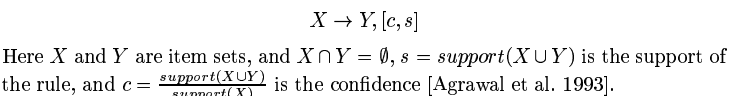 X → Y, [c, s]
Here X and Y are item sets, and X ∩ Y = ∅, s = support(X ∪ Y) is the support of
the rule, and c = support(X∪Y)/support(X) is the confidence [Agrawal et al. 1993].